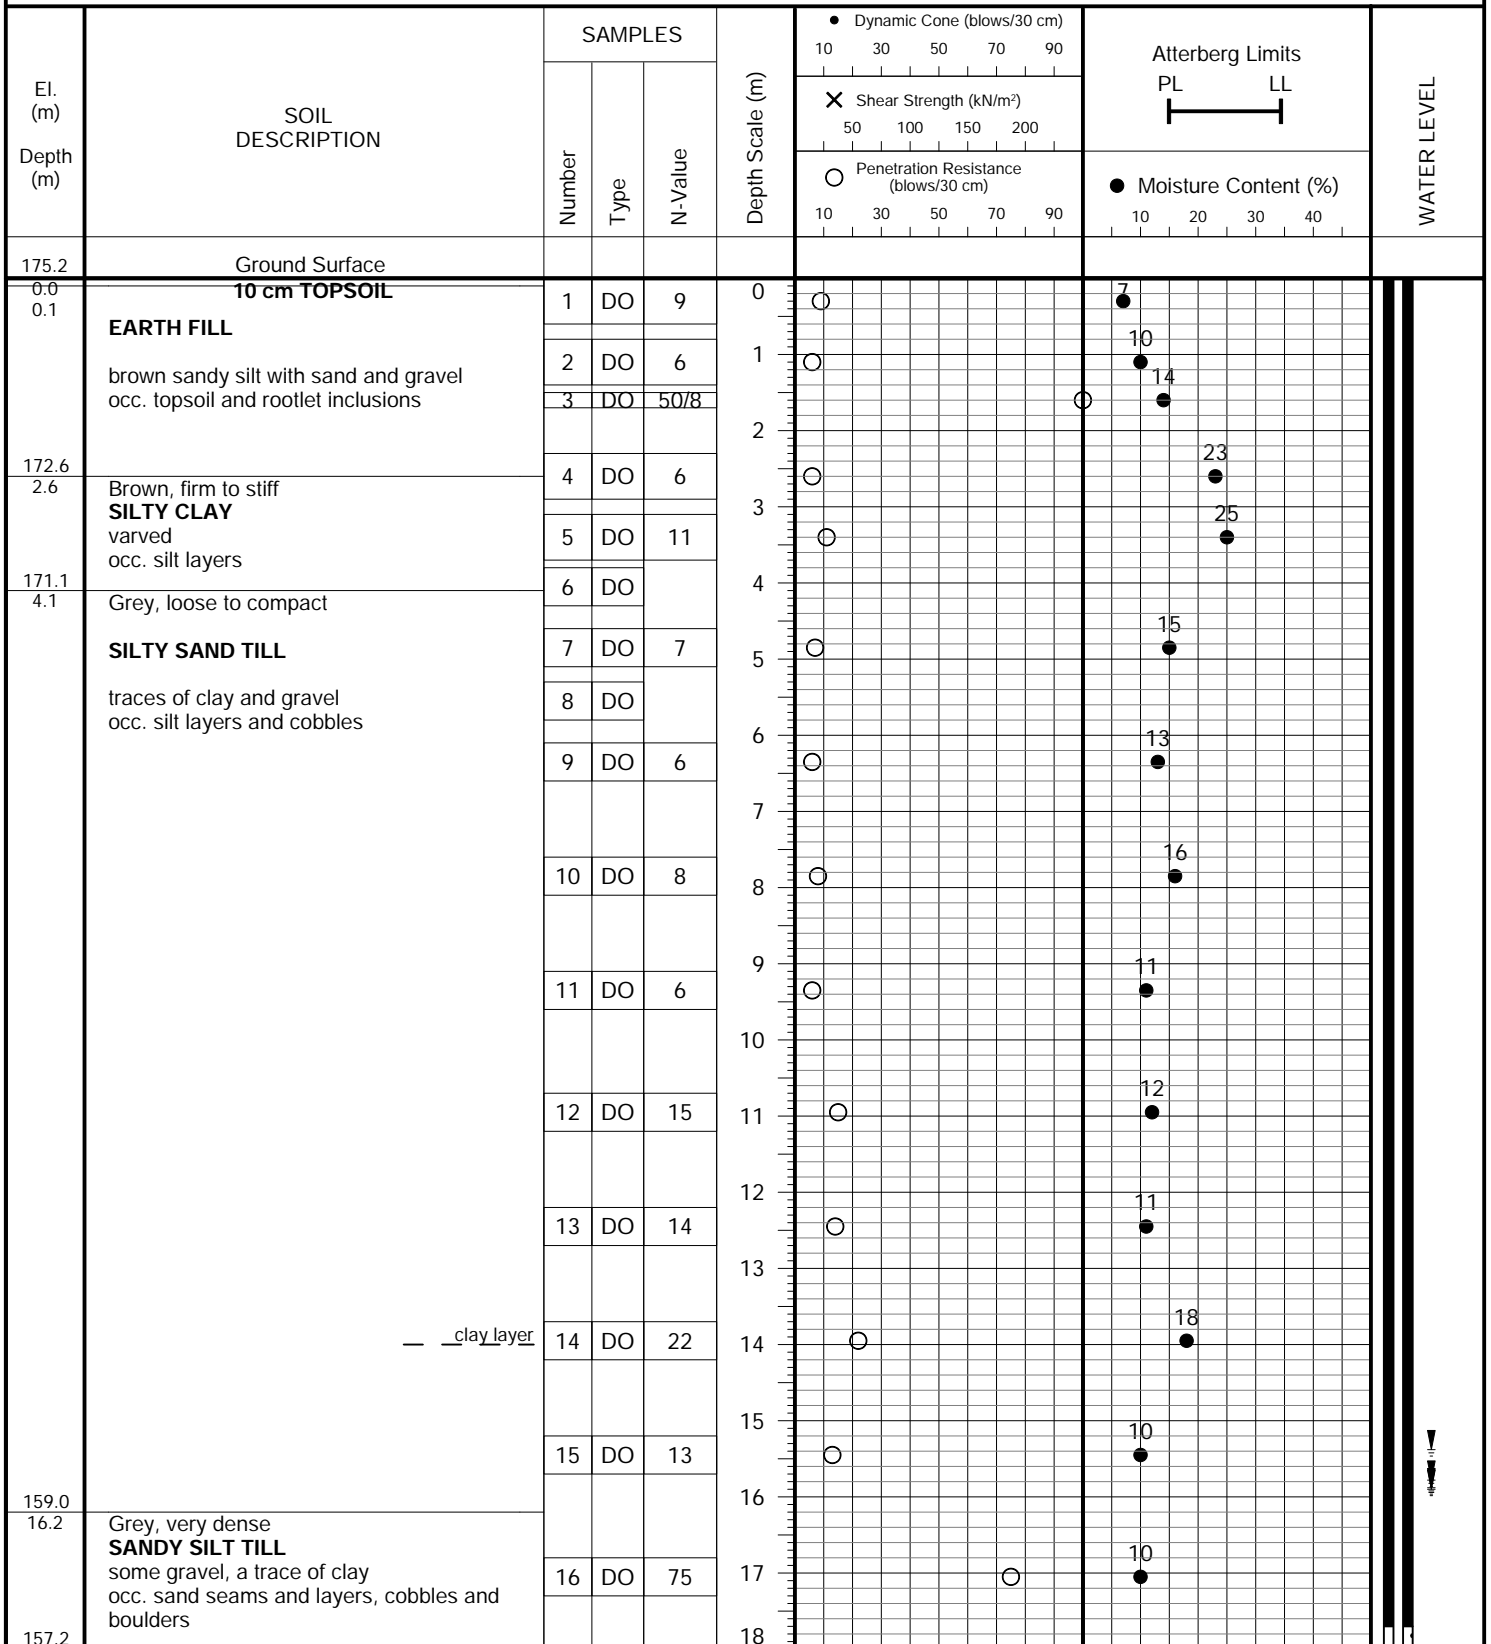 El.
(m)
Depth
(m)
SOIL
DESCRIPTION
SAMPLES
Number
Type
N-Value
Depth Scale (m)
Dynamic Cone (blows/30 cm)
10 30 50 70 90
Shear Strength (kN/m²)
50 100 150 200
Penetration Resistance
(blows/30 cm)
10 30 50 70 90
Atterberg Limits
PL LL
Moisture Content (%)
10 20 30 40
WATER LEVEL
175.2 Ground Surface
0.0 10 cm TOPSOIL 0
0.1
1 DO 9 7
EARTH FILL
10
1
2 DO 6
brown sandy silt with sand and gravel 14
occ. topsoil and rootlet inclusions 3 DO 50/8
2
23
172.6
4 DO 6
2.6 Brown, firm to stiff
SILTY CLAY 3 25
varved 5 DO 11
occ. silt layers
171.1 4
6 DO
4.1 Grey, loose to compact
15
SILTY SAND TILL 7 DO 7
5
traces of clay and gravel 8 DO
occ. silt layers and cobbles
6 13
9 DO 6
7
16
10 DO 8
8
9 11
11 DO 6
10
12
12 DO 15 11
12 11
13 DO 14
13
18
clay layer 14 DO 22 14
15 10
15 DO 13
16
159.0
16.2 Grey, very dense
SANDY SILT TILL 10
some gravel, a trace of clay 16 DO 75 17
occ. sand seams and layers, cobbles and
boulders
157.2 18